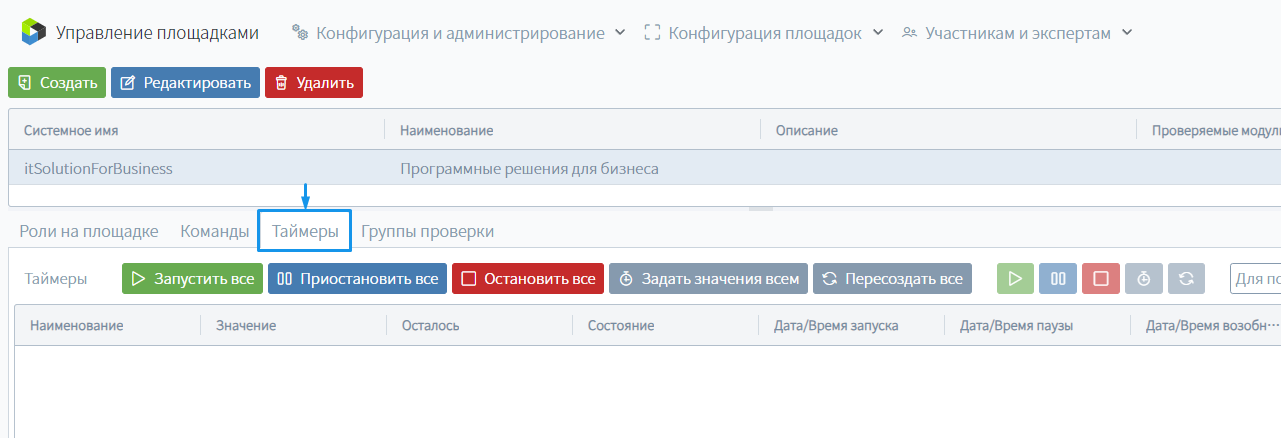 Управление площадками Конфигурация и администрирование Конфигурация площадок Участникам и экспертам
Создать Редактировать Удалить
Системное имя Наименование Описание Проверяемые модул
itSolutionForBusiness Программные решения для бизнеса
Роли на площадке Команды Таймеры Группы проверки
Таймеры Запустить все Приостановить все Остановить все Задать значения всем Пересоздать все Для по
Наименование Значение Осталось Состояние Дата/Время запуска Дата/Время паузы Дата/Время возобн···